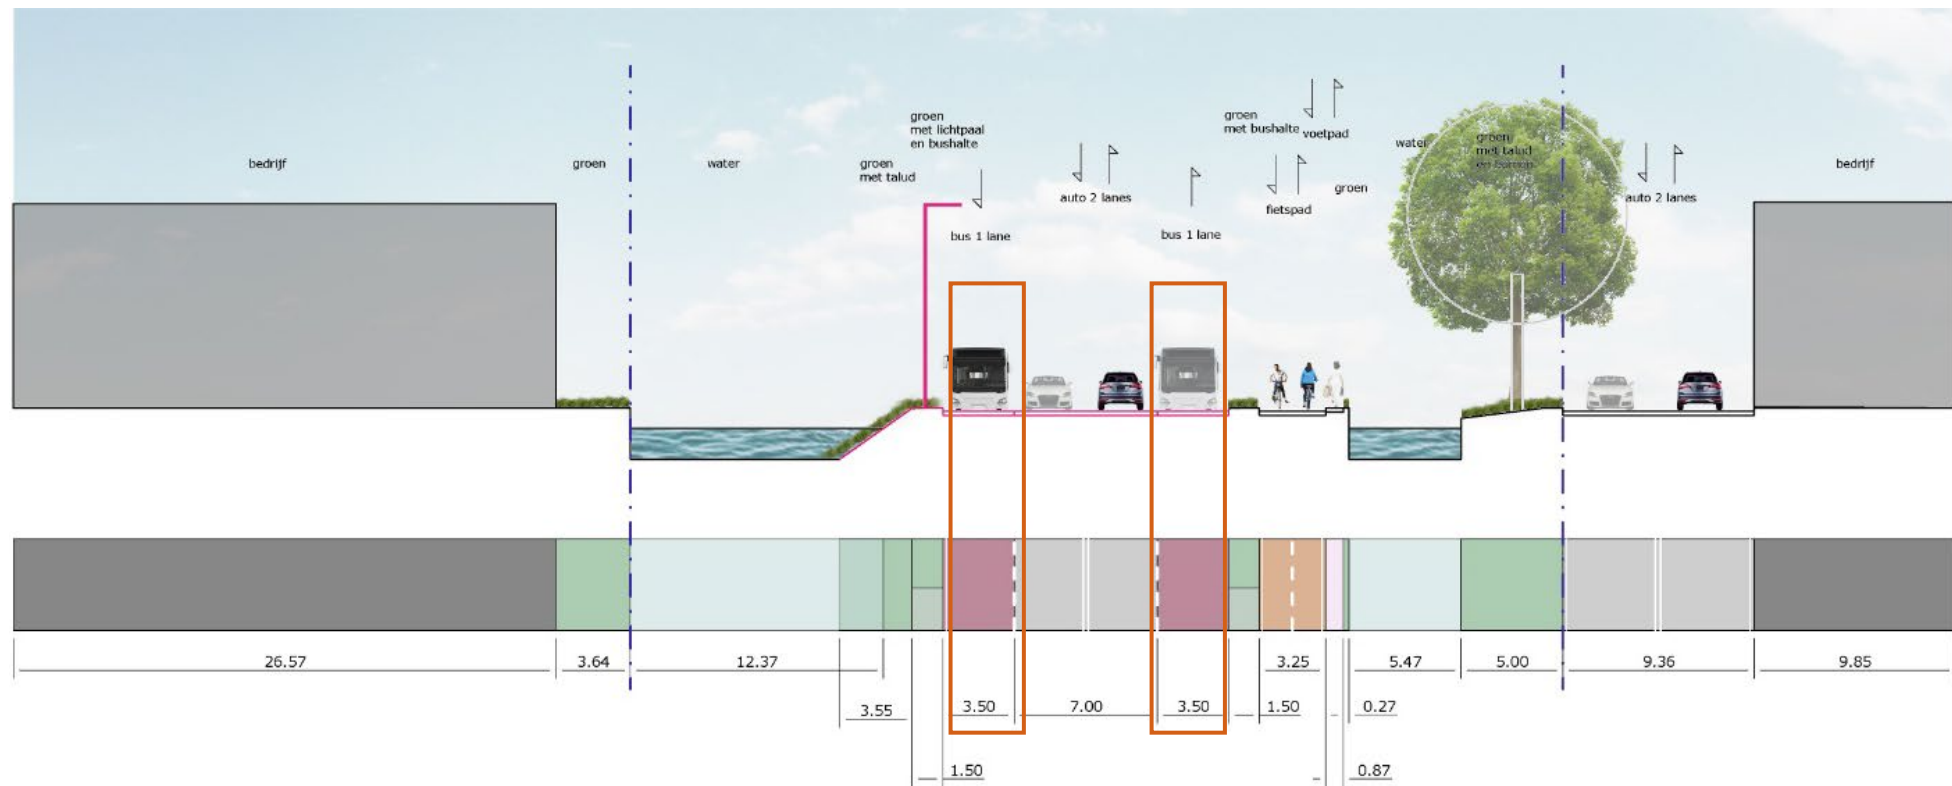 bedrijf
groen
water
groen
met talud
groen
met lichtpaal
en bushalte
bus 1 lane
auto 2 lanes
bus 1 lane
groen
met bushalte
voetpad
fietspad
groen
water
groen
met talud
en bomen
auto 2 lanes
bedrijf
26.57
3.64
12.37
3.25
5.47
5.00
9.36
9.85
3.55
3.50
7.00
3.50
1.50
0.27
1.50
0.87